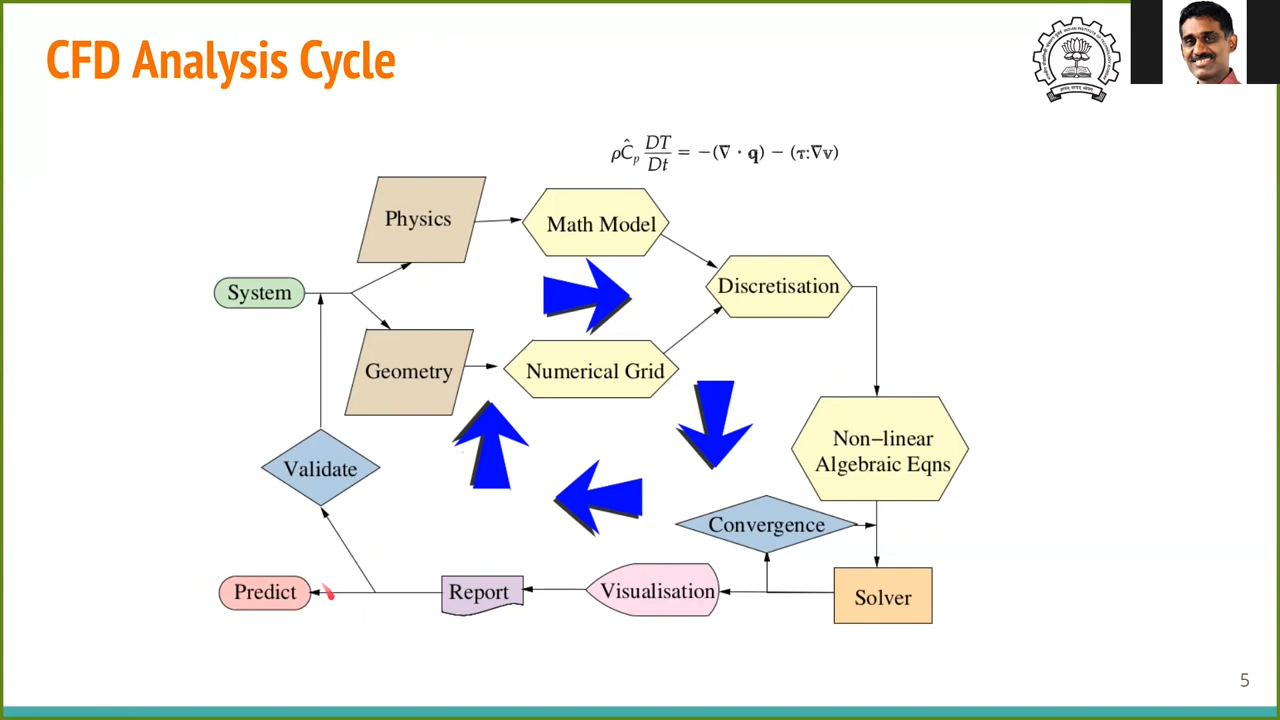 CFD Analysis Cycle
ρĈₚ DT/Dt = −(∇ · q) − (τ:∇v)
Physics
Math Model
System
Discretisation
Geometry
Numerical Grid
Non−linear
Algebraic Eqns
Validate
Convergence
Predict
Report
Visualisation
Solver
5